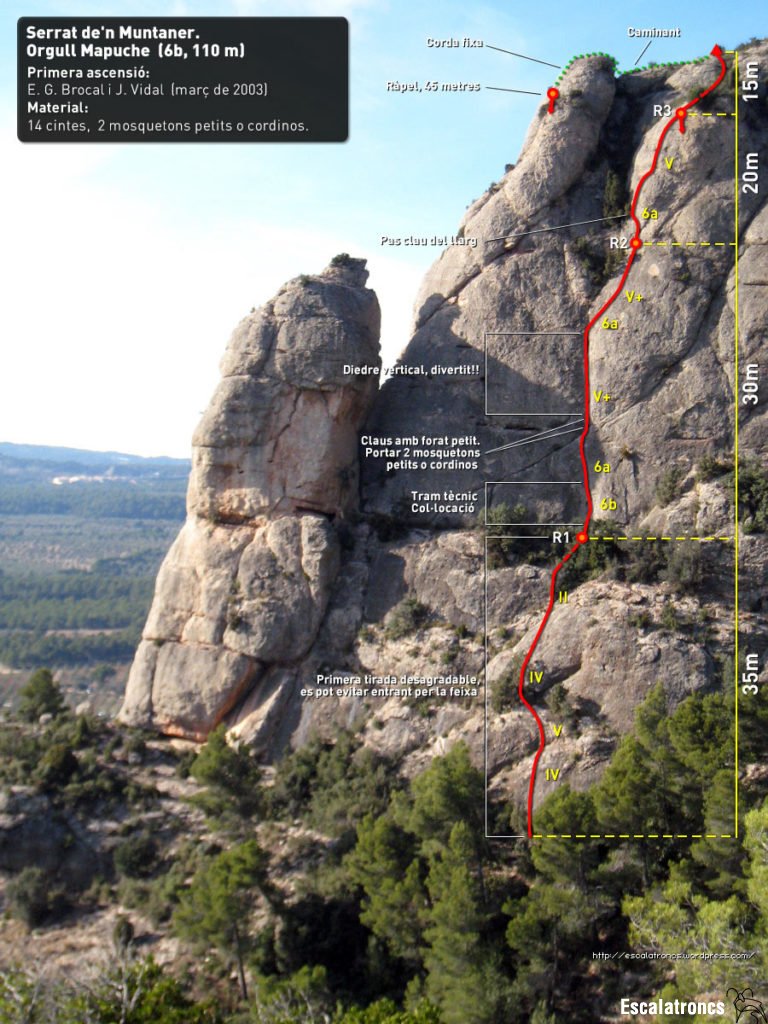 Serrat de'n Muntaner.
Orgull Mapuche (6b, 110 m)
Primera ascensió:
E. G. Brocal i J. Vidal (març de 2003)
Material:
14 cintes, 2 mosquetons petits o cordinos.
Corda fixa
Caminant
Ràpel, 45 metres
15m
R3
V
20m
6a
Pas clau del llarg
R2
V+
6a
Diedre vertical, divertit!!
30m
V+
Claus amb forat petit.
Portar 2 mosquetons
petits o cordinos
6a
Tram tècnic
Col·locació
6b
R1
II
Primera tirada desagradable,
es pot evitar entrant per la feixa
IV
35m
V
IV
http://escalatroncs.wordpress.com/
Escalatroncs